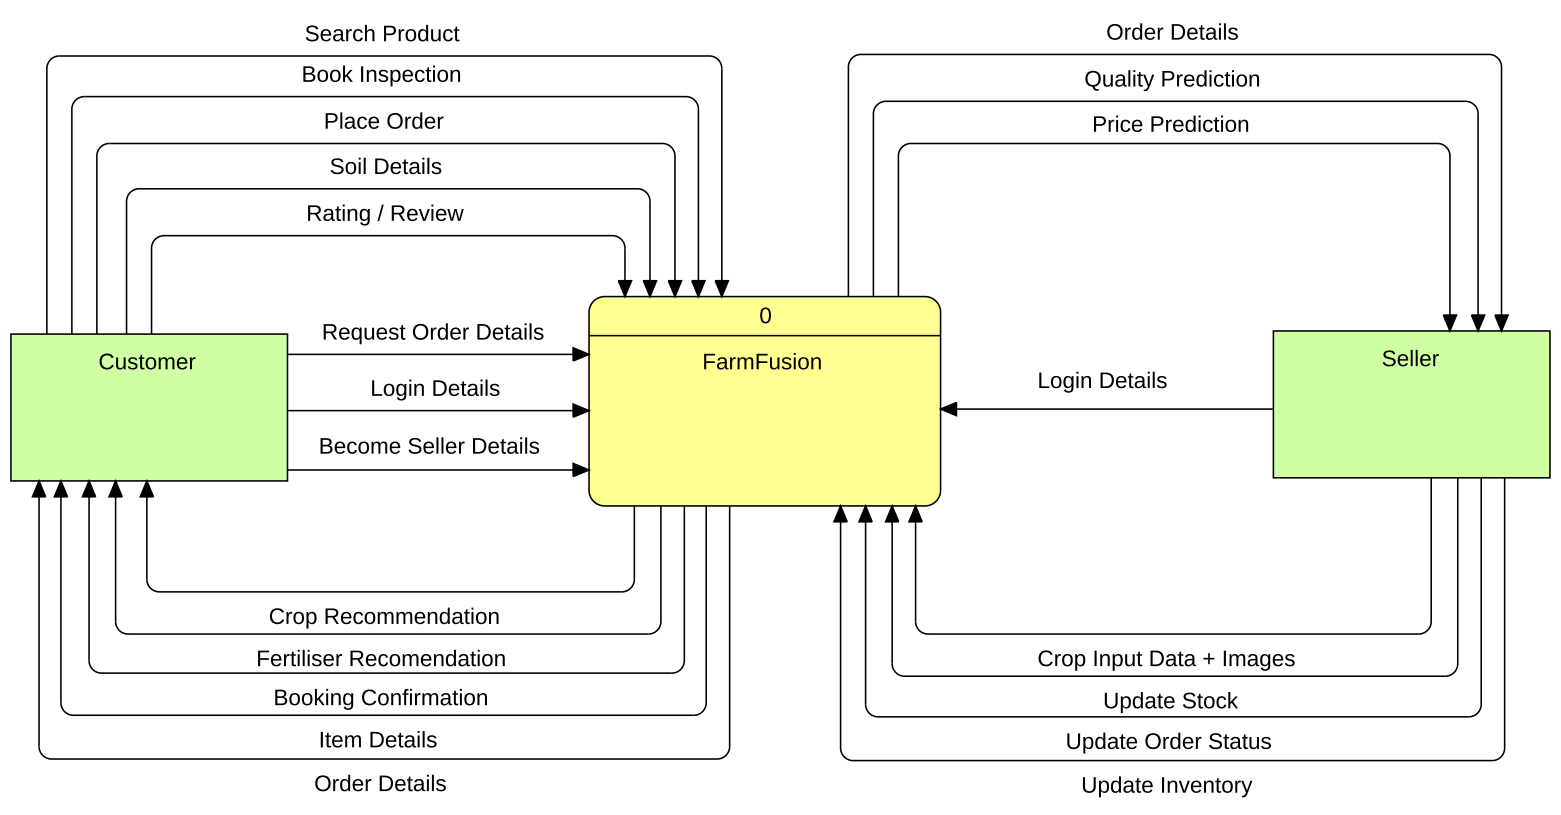 Search Product
Book Inspection
Place Order
Soil Details
Rating / Review
Order Details
Quality Prediction
Price Prediction
Customer
Request Order Details
Login Details
Become Seller Details
0
FarmFusion
Login Details
Seller
Crop Recommendation
Fertiliser Recomendation
Booking Confirmation
Item Details
Order Details
Crop Input Data + Images
Update Stock
Update Order Status
Update Inventory